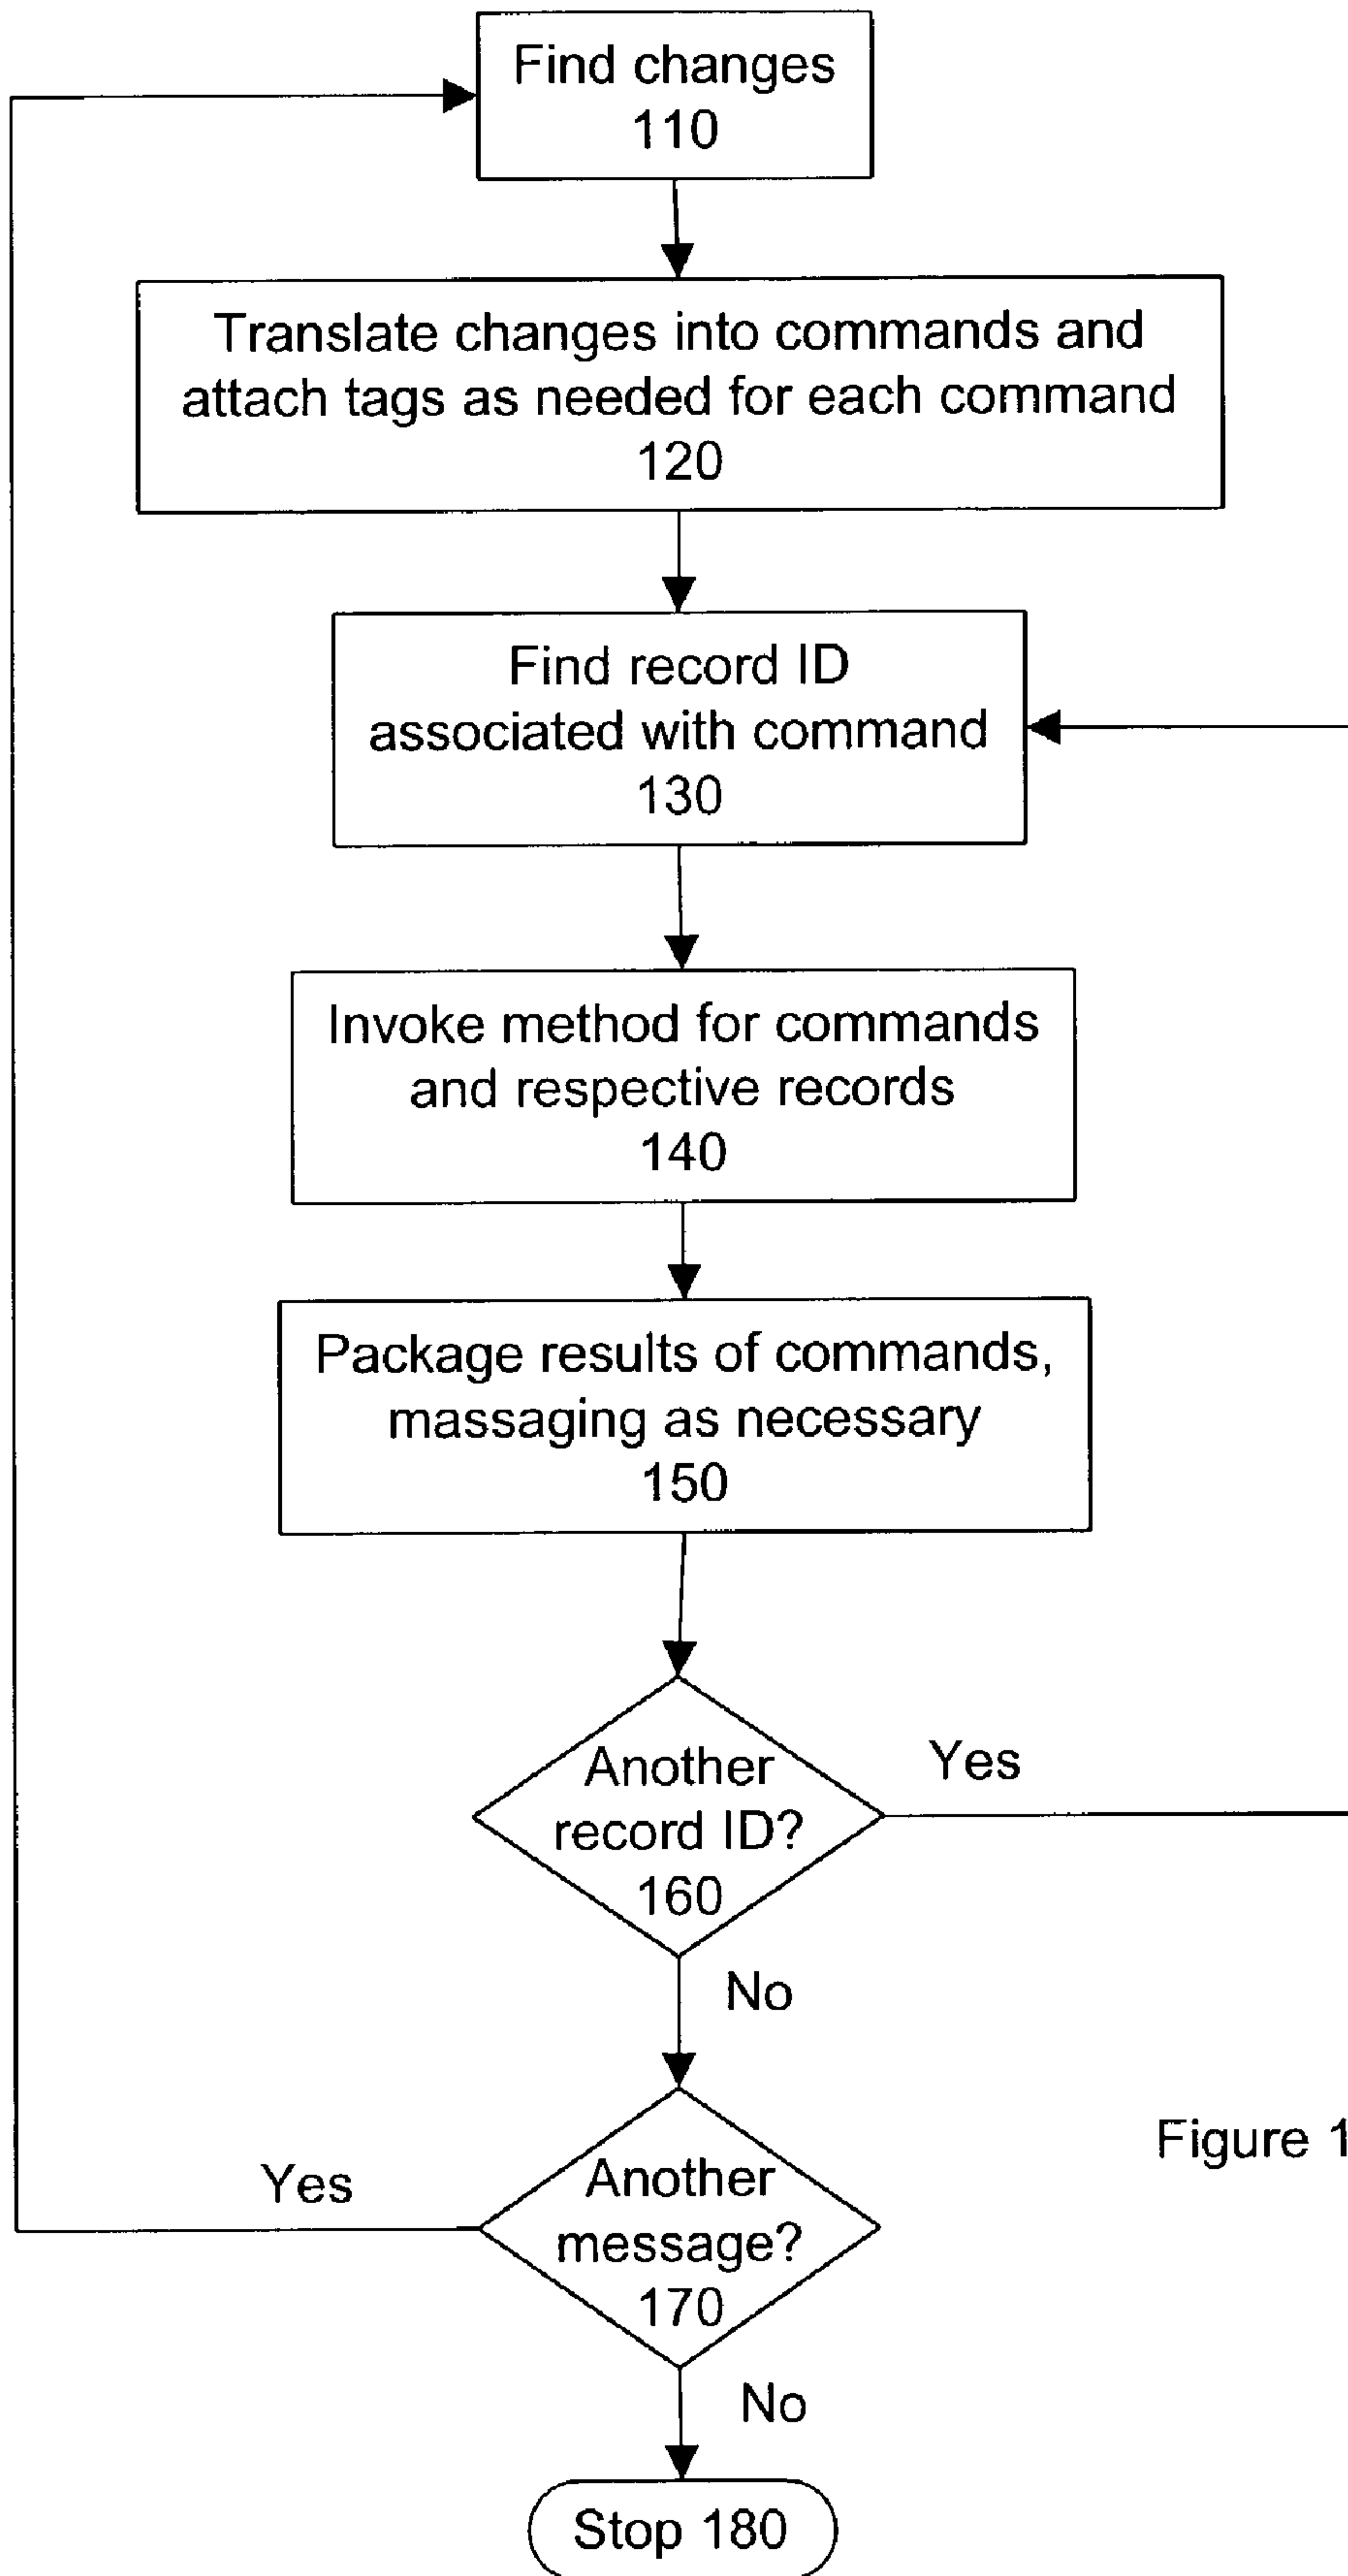 Find changes
110
Translate changes into commands and
attach tags as needed for each command
120
Find record ID
associated with command
130
Invoke method for commands
and respective records
140
Package results of commands,
massaging as necessary
150
Another
record ID?
160
Yes
No
Another
message?
170
Yes
No
Figure 1
Stop 180